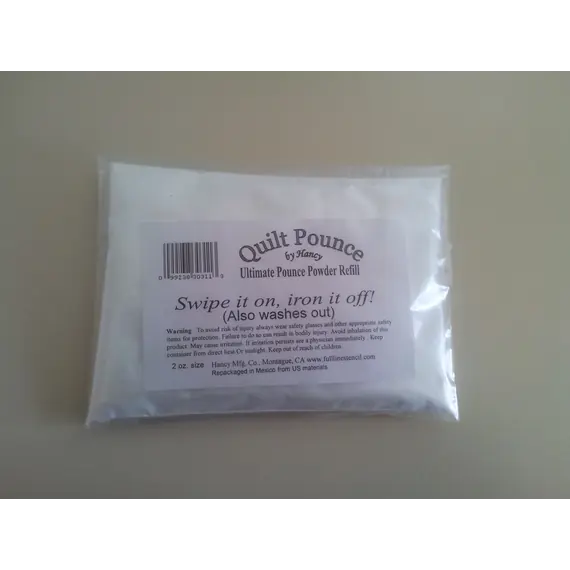 Quilt Pounce
by Hancy
Ultimate Pounce Powder Refill
Swipe it on, iron it off!
(Also washes out)
Warning To avoid risk of injury always wear safety glasses and other appropriate safety
items for protection. Failure to do so can result in bodily injury. Avoid inhalation of this
product. May cause irritation. If irritation persists see a physician immediately. Keep
container from direct heat Or sunlight. Keep out of reach of children.
2 oz. size Hancy Mfg. Co., Montague, CA www.fullinestencil.com
Repackaged in Mexico from US materials